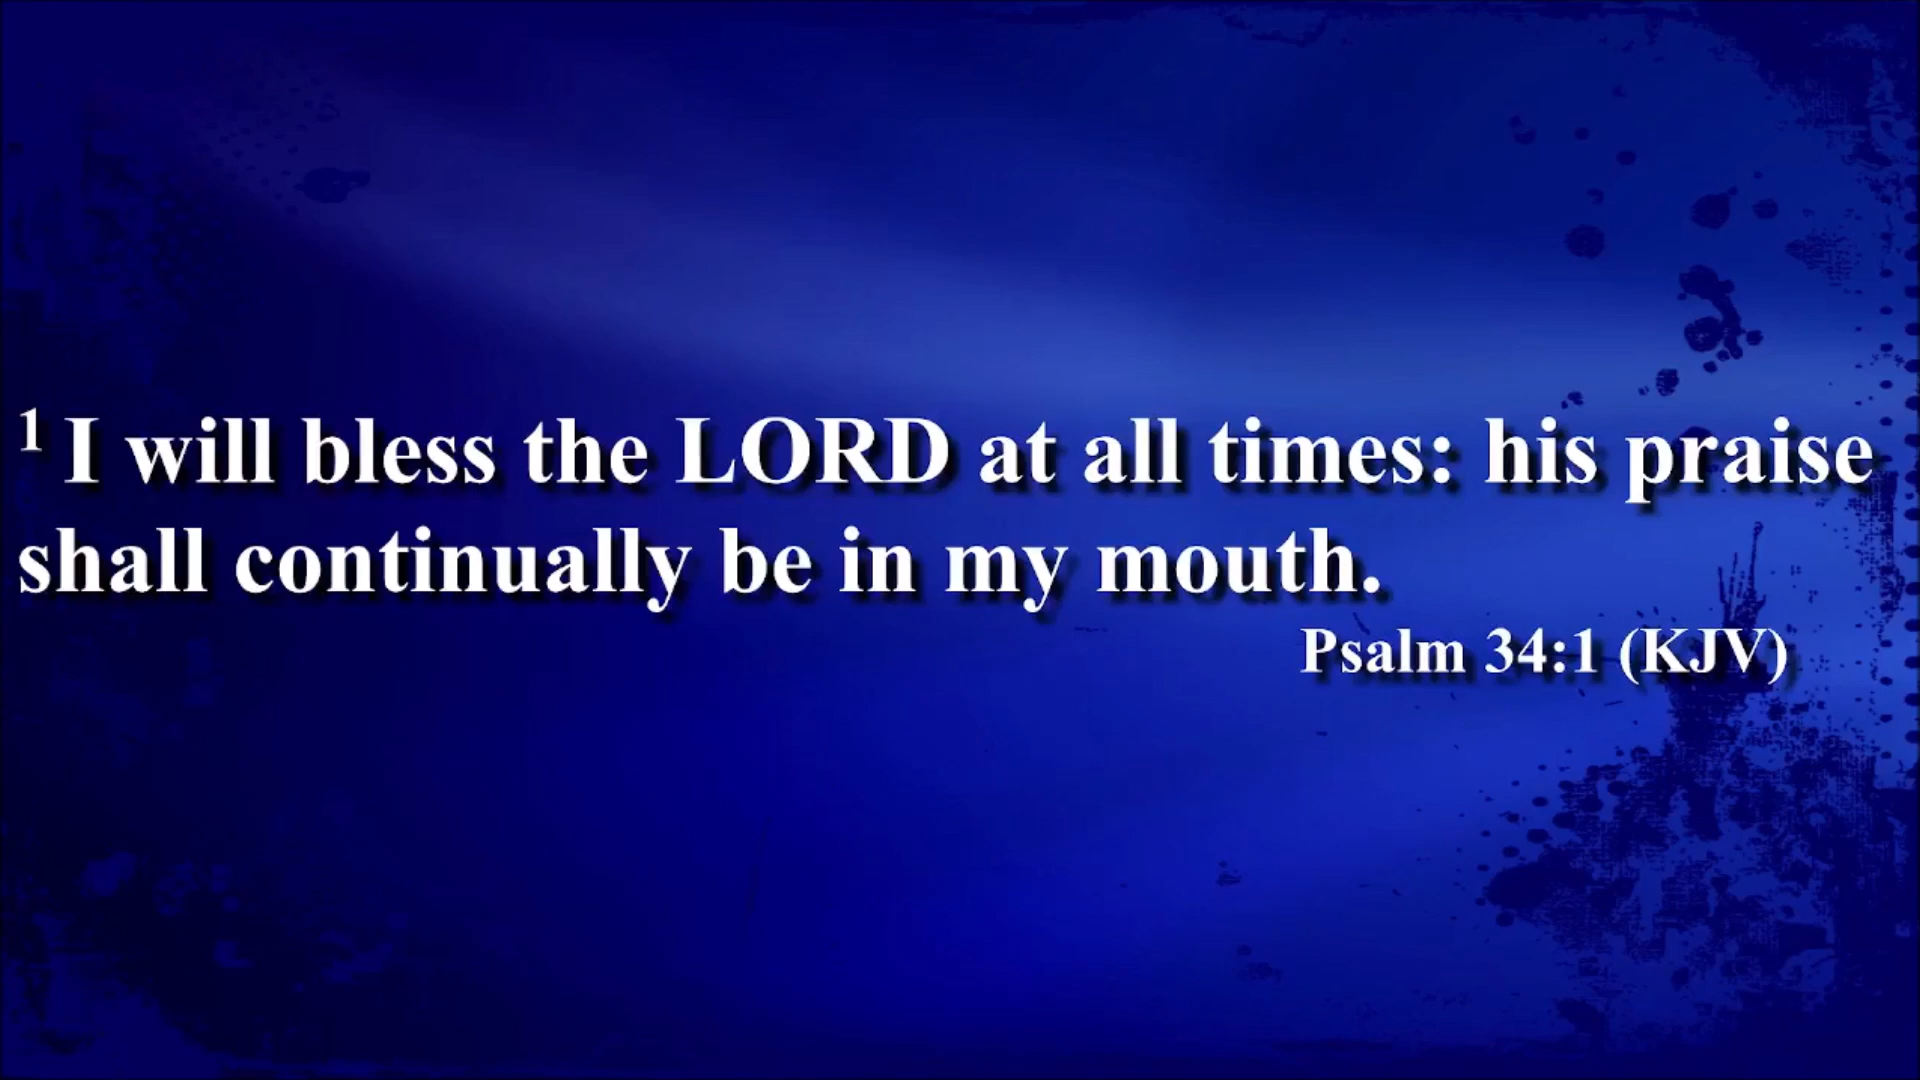 ¹ I will bless the LORD at all times: his praise
shall continually be in my mouth.
Psalm 34:1 (KJV)